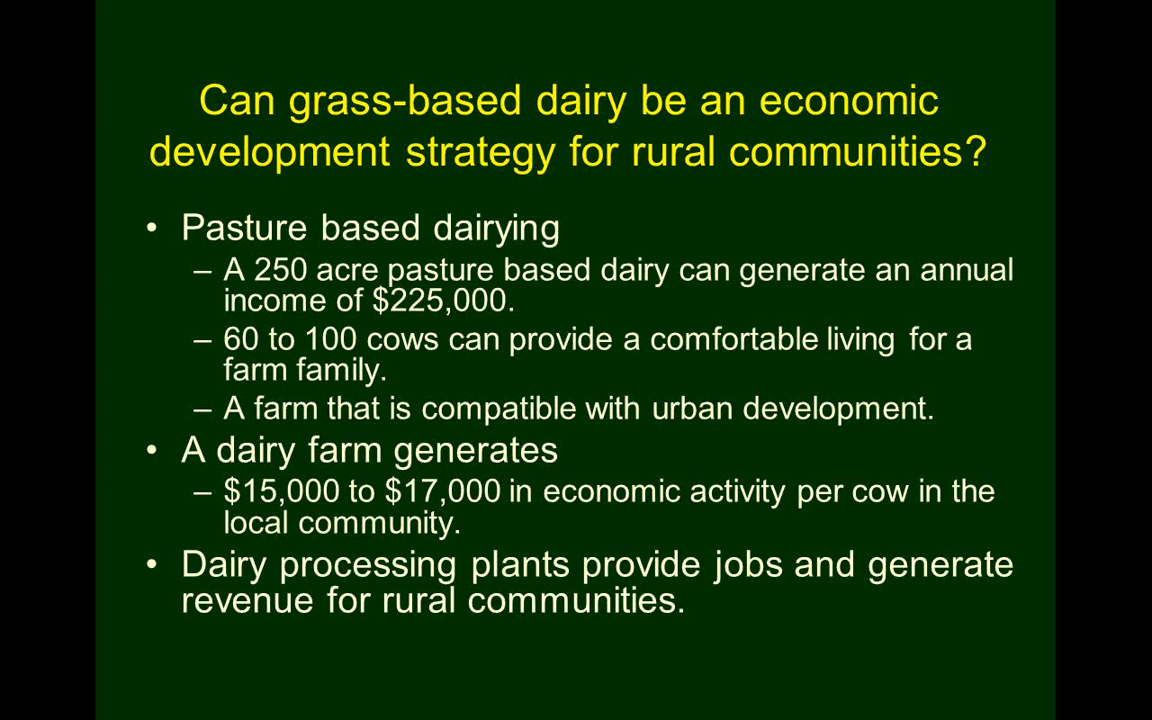 Can grass-based dairy be an economic
development strategy for rural communities?
• Pasture based dairying
– A 250 acre pasture based dairy can generate an annual
income of $225,000.
– 60 to 100 cows can provide a comfortable living for a
farm family.
– A farm that is compatible with urban development.
• A dairy farm generates
– $15,000 to $17,000 in economic activity per cow in the
local community.
• Dairy processing plants provide jobs and generate
revenue for rural communities.